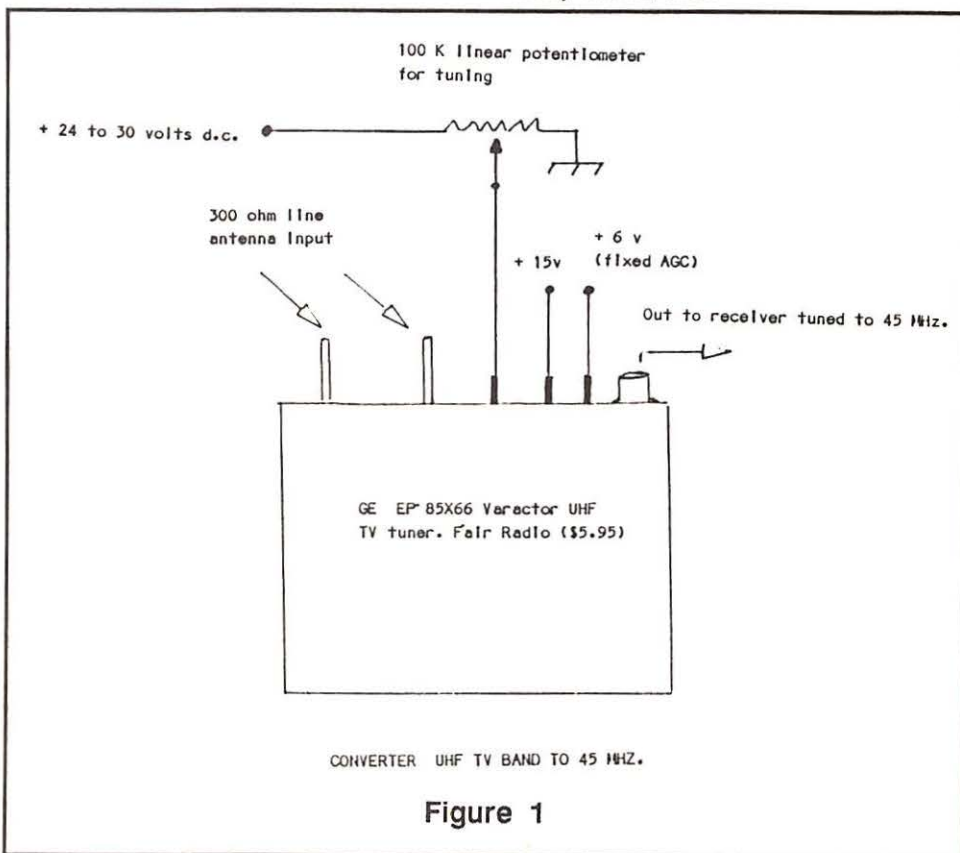 100 K linear potentiometer
for tuning
+ 24 to 30 volts d.c.
300 ohm line
antenna input
+ 15v
+ 6 v
(fixed AGC)
Out to receiver tuned to 45 MHz.
GE EP 85X66 Varactor UHF
TV tuner. Fair Radio ($5.95)
CONVERTER UHF TV BAND TO 45 MHZ.
Figure 1